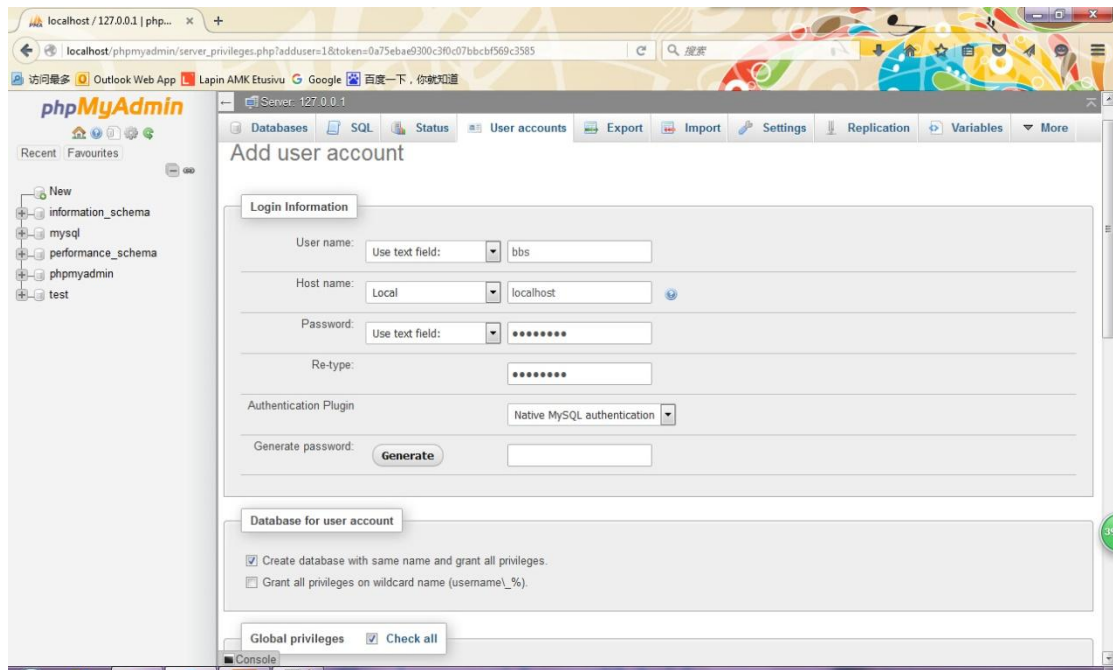 localhost / 127.0.0.1 | php...
localhost/phpmyadmin/server_privileges.php?adduser=1&token=0a75ebae9300c3f0c07bbcbf569c3585
搜索
访问最多 Outlook Web App Lapin AMK Etusivu Google 百度一下，你就知道
phpMyAdmin
Recent Favourites
New
information_schema
mysql
performance_schema
phpmyadmin
test
Server: 127.0.0.1
Databases SQL Status User accounts Export Import Settings Replication Variables More
Add user account
Login Information
User name: Use text field: bbs
Host name: Local localhost
Password: Use text field: ••••••••
Re-type: ••••••••
Authentication Plugin Native MySQL authentication
Generate password: Generate
Database for user account
Create database with same name and grant all privileges.
Grant all privileges on wildcard name (username\_%).
Global privileges Check all
Console